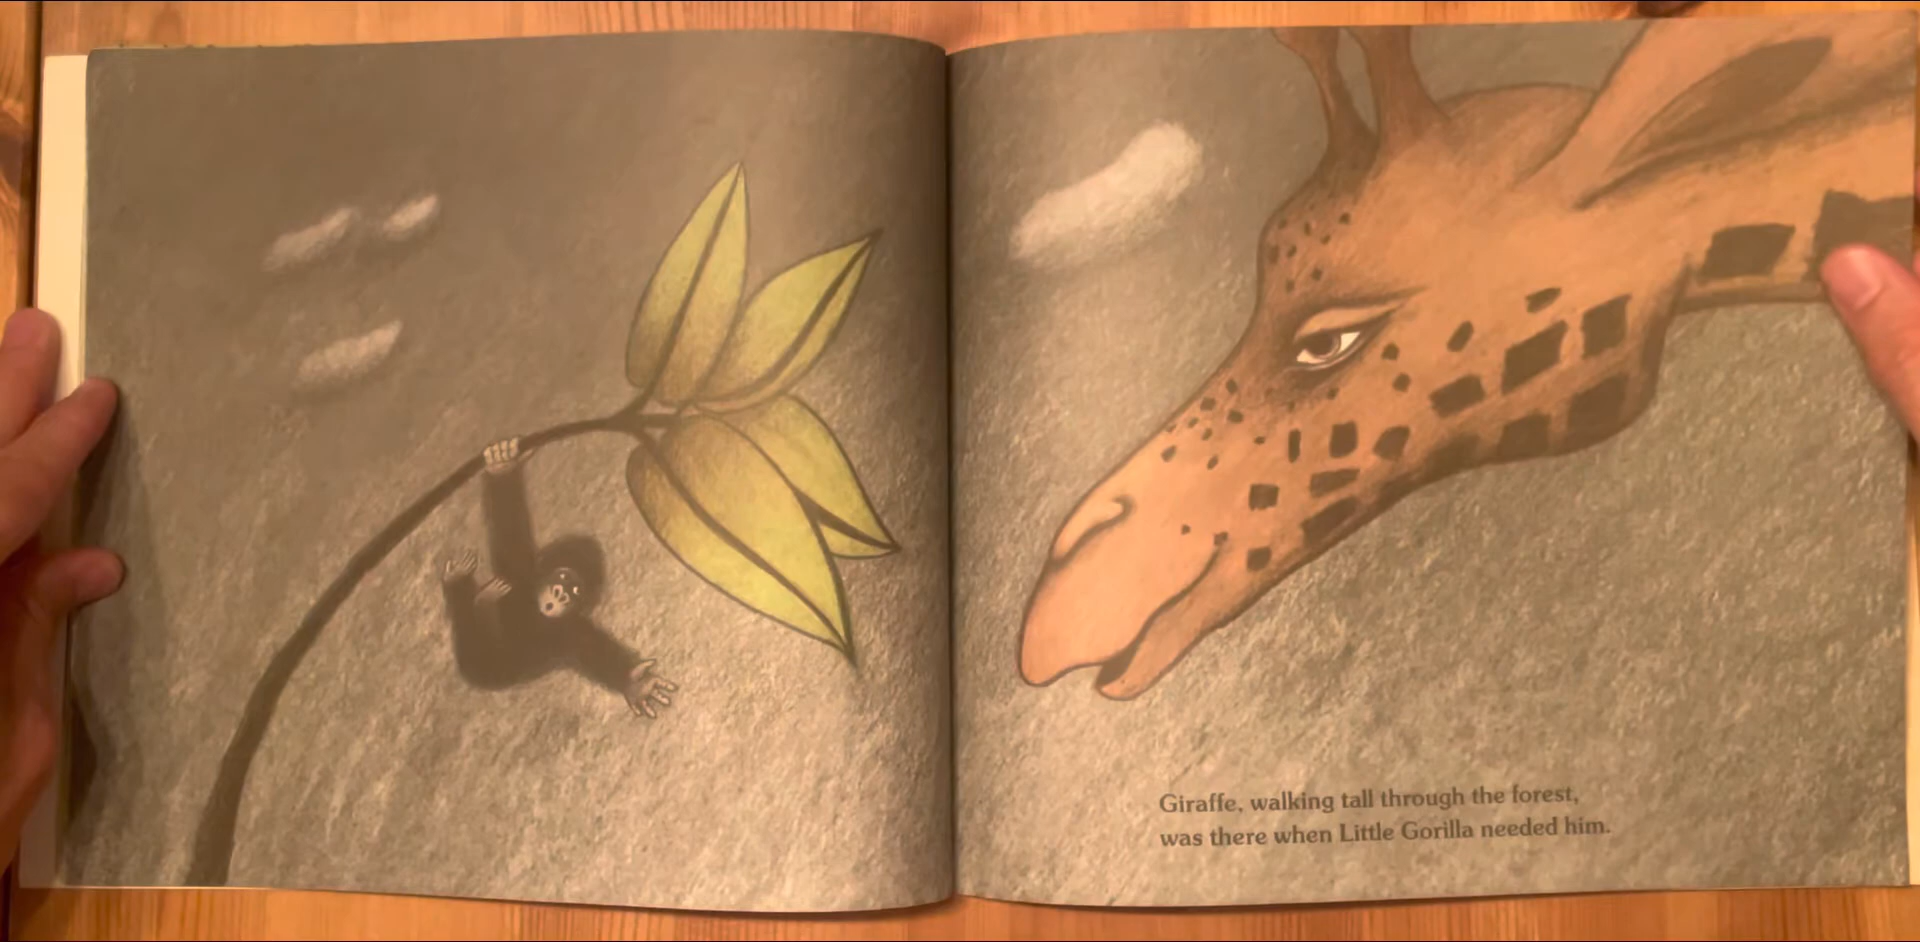 Giraffe, walking tall through the forest,
was there when Little Gorilla needed him.